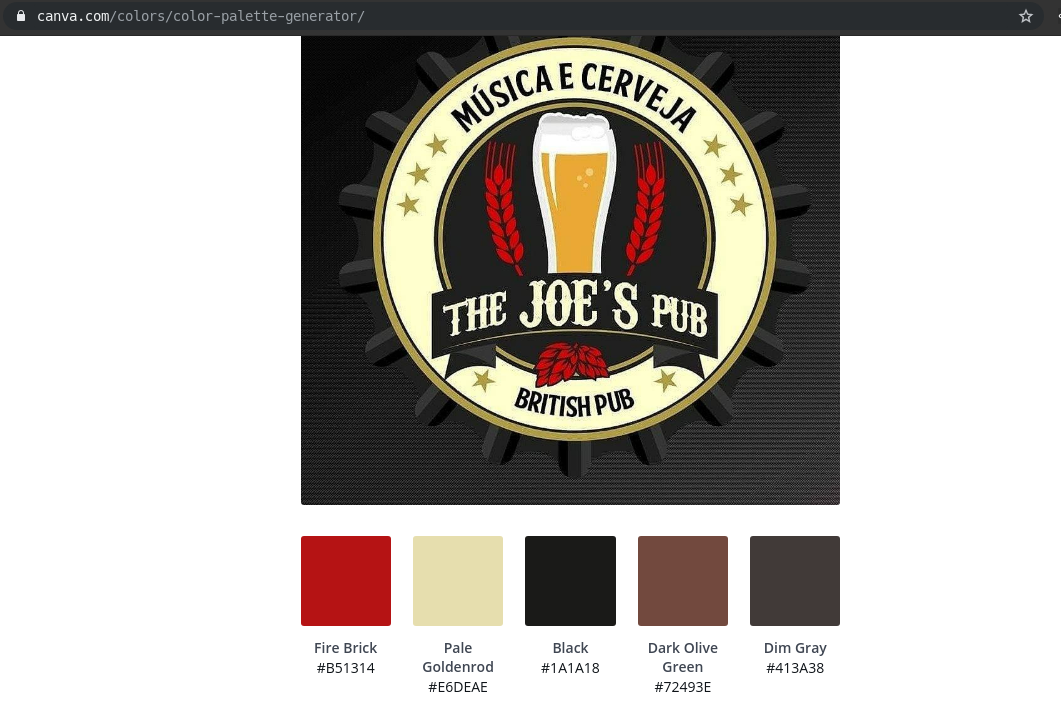 canva.com/colors/color-palette-generator/
MÚSICA E CERVEJA
THE JOE'S PUB
BRITISH PUB
Fire Brick
#B51314
Pale
Goldenrod
#E6DEAE
Black
#1A1A18
Dark Olive
Green
#72493E
Dim Gray
#413A38